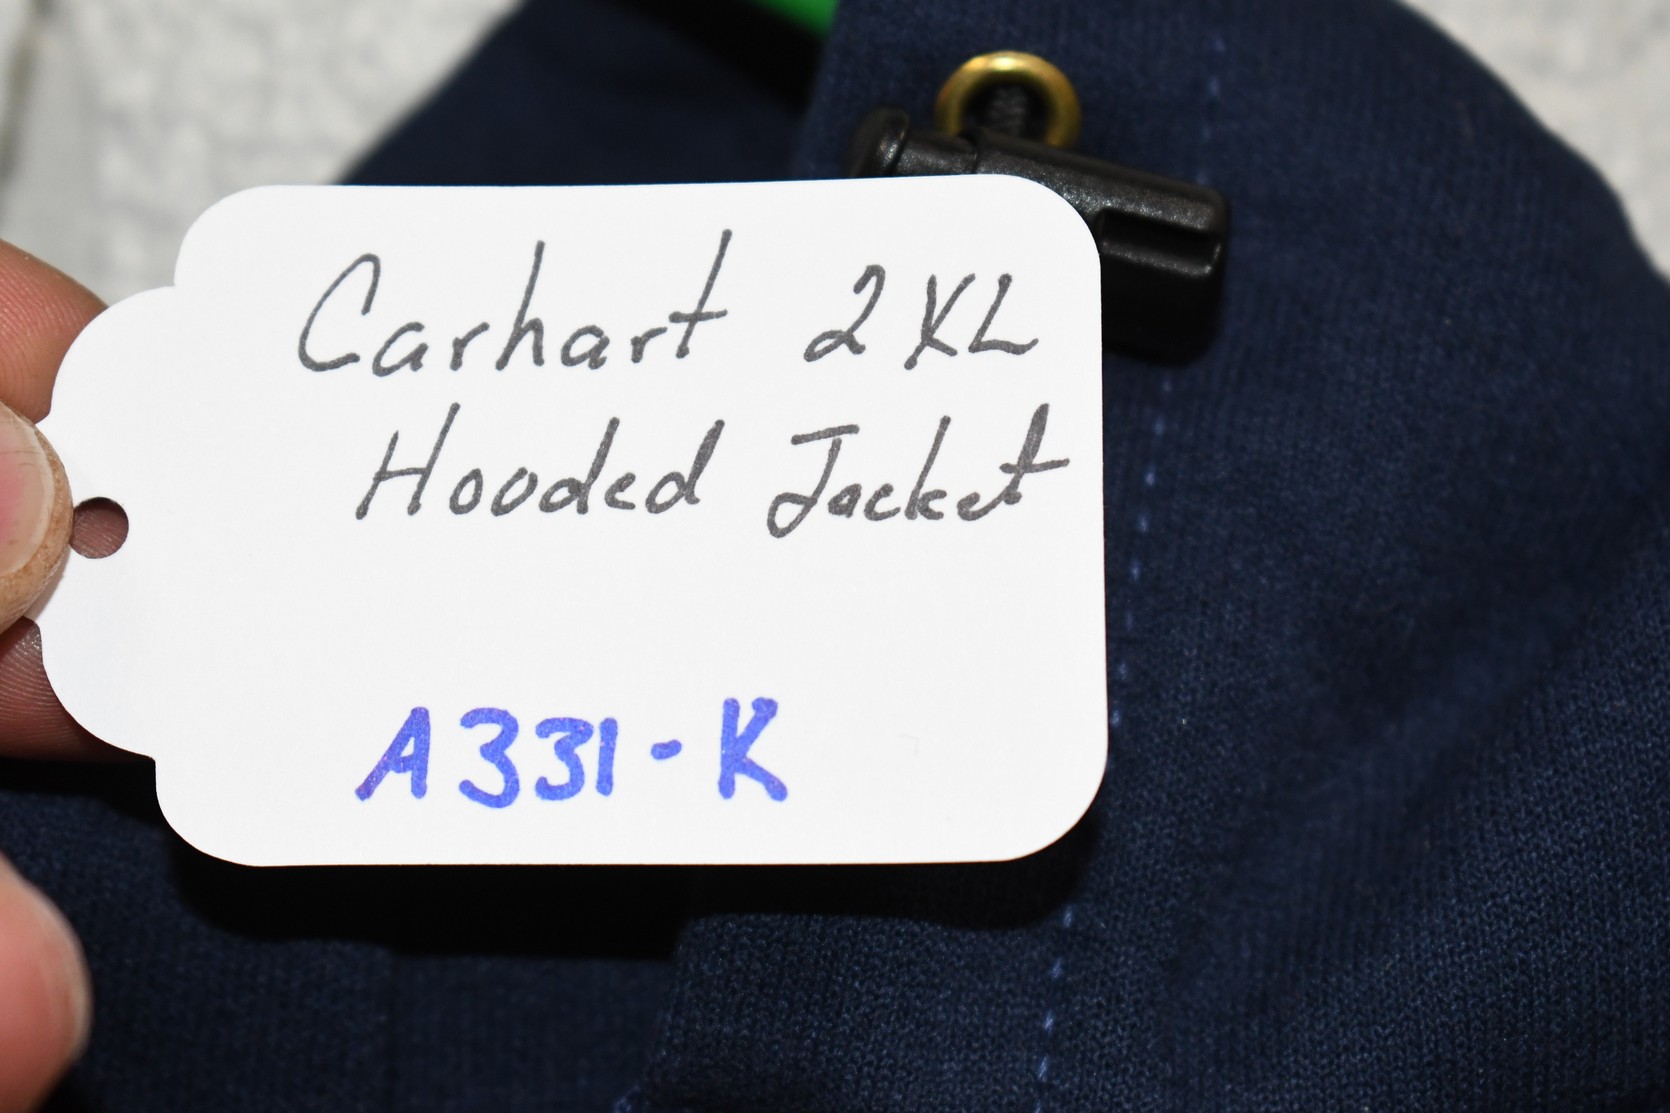 Carhart 2XL
Hooded Jacket
A331-K